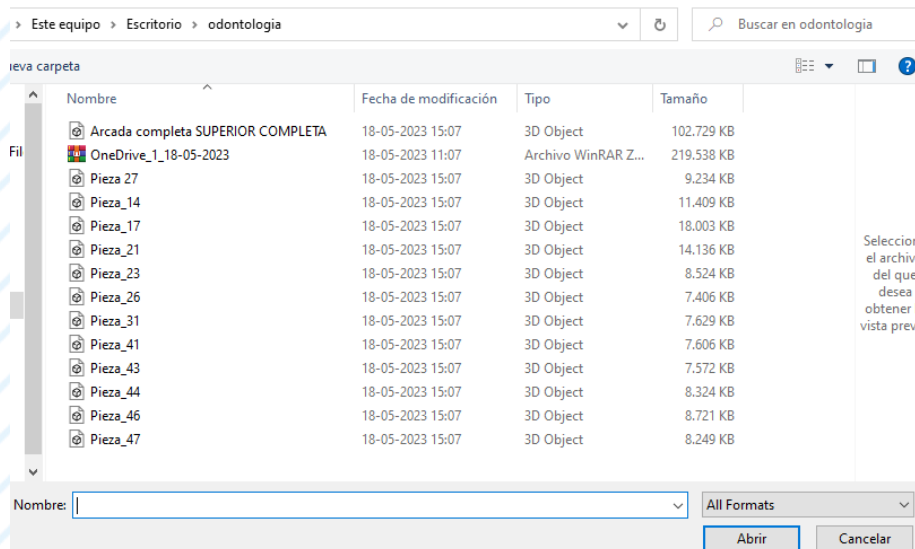 > Este equipo > Escritorio > odontologia
Buscar en odontologia
ueva carpeta
?
Nombre Fecha de modificación Tipo Tamaño
Arcada completa SUPERIOR COMPLETA 18-05-2023 15:07 3D Object 102.729 KB
Fil
OneDrive_1_18-05-2023 18-05-2023 11:07 Archivo WinRAR Z... 219.538 KB
Pieza 27 18-05-2023 15:07 3D Object 9.234 KB
Pieza_14 18-05-2023 15:07 3D Object 11.409 KB
Pieza_17 18-05-2023 15:07 3D Object 18.003 KB
Pieza_21 18-05-2023 15:07 3D Object 14.136 KB
Pieza_23 18-05-2023 15:07 3D Object 8.524 KB
Pieza_26 18-05-2023 15:07 3D Object 7.406 KB
Pieza_31 18-05-2023 15:07 3D Object 7.629 KB
Pieza_41 18-05-2023 15:07 3D Object 7.606 KB
Pieza_43 18-05-2023 15:07 3D Object 7.572 KB
Pieza_44 18-05-2023 15:07 3D Object 8.324 KB
Pieza_46 18-05-2023 15:07 3D Object 8.721 KB
Pieza_47 18-05-2023 15:07 3D Object 8.249 KB
Seleccion
el archiv
del que
desea
obtener
vista prev
Nombre:
All Formats
Abrir Cancelar